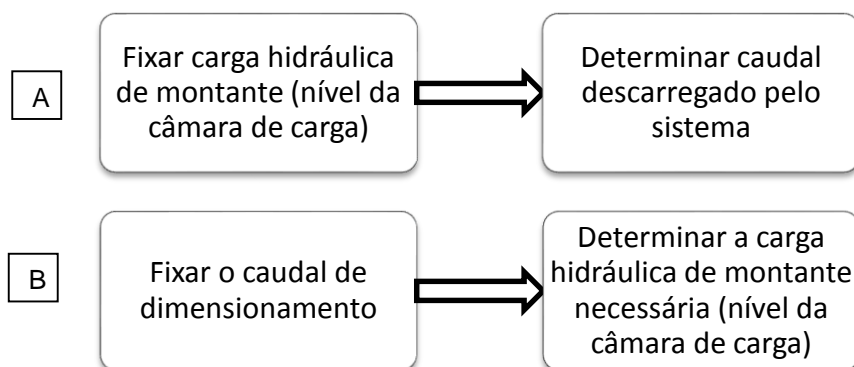 A
Fixar carga hidráulica
de montante (nível da
câmara de carga)
Determinar caudal
descarregado pelo
sistema
B
Fixar o caudal de
dimensionamento
Determinar a carga
hidráulica de montante
necessária (nível da
câmara de carga)